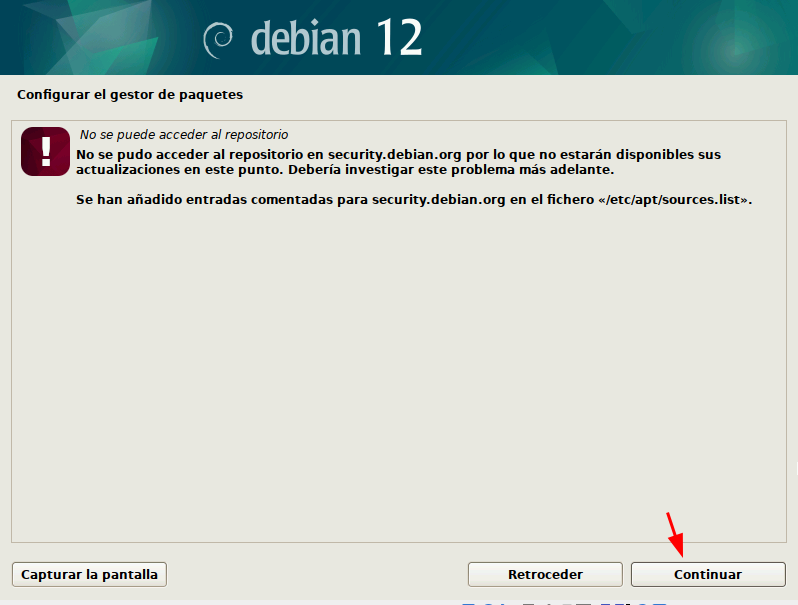 debian 12
Configurar el gestor de paquetes
!
No se puede acceder al repositorio
No se pudo acceder al repositorio en security.debian.org por lo que no estarán disponibles sus
actualizaciones en este punto. Debería investigar este problema más adelante.
Se han añadido entradas comentadas para security.debian.org en el fichero «/etc/apt/sources.list».
Capturar la pantalla
Retroceder
Continuar